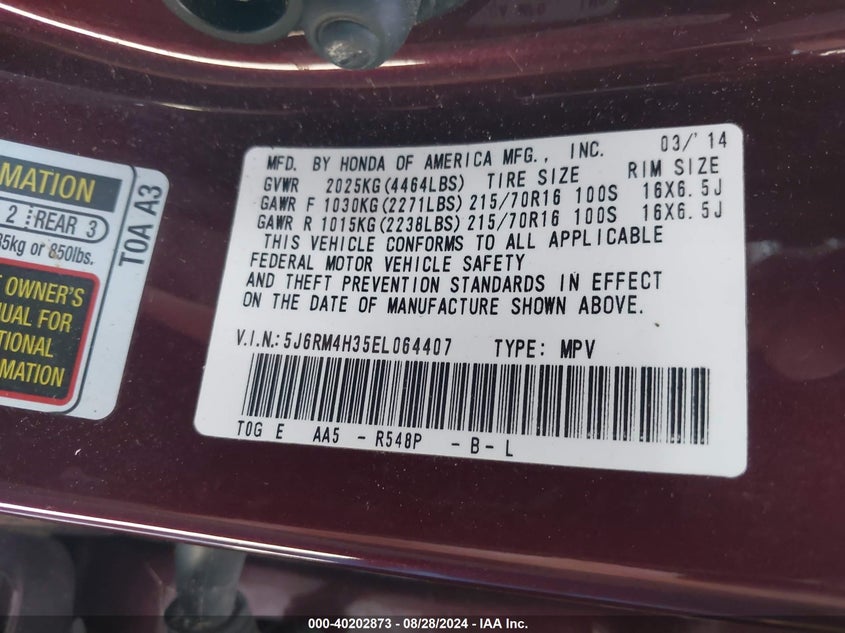 MATION
2 REAR 3
35kg or 850lbs.
OWNER'S
UAL FOR
TIONAL
MATION
T0A A3
MFD. BY HONDA OF AMERICA MFG., INC. 03/'14
GVWR 2025KG(4464LBS) TIRE SIZE RIM SIZE
GAWR F 1030KG(2271LBS) 215/70R16 100S 16X6.5J
GAWR R 1015KG(2238LBS) 215/70R16 100S 16X6.5J
THIS VEHICLE CONFORMS TO ALL APPLICABLE
FEDERAL MOTOR VEHICLE SAFETY
AND THEFT PREVENTION STANDARDS IN EFFECT
ON THE DATE OF MANUFACTURE SHOWN ABOVE.
V.I.N.: 5J6RM4H35EL064407 TYPE: MPV
T0G E AA5 - R548P - B - L
000-40202873 - 08/28/2024 - IAA Inc.